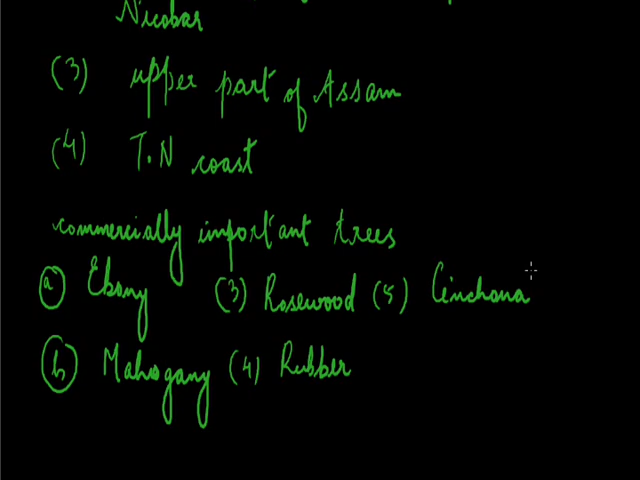 Nicobar
(3) upper part of Assam
(4) T.N coast
commercially important trees
(a) Ebony (3) Rosewood (5) Cinchona
(b) Mahogany (4) Rubber